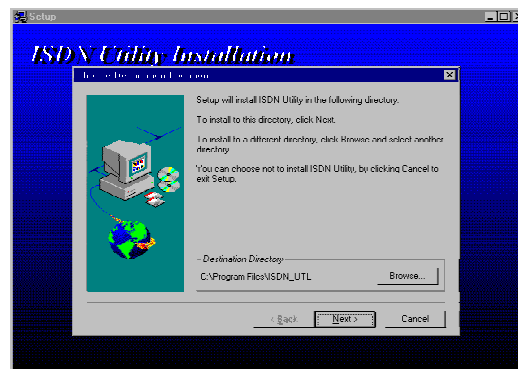 Setup
ISDN Utility Installation
Setup will install ISDN Utility in the following directory.
To install to this directory, click Next.
To install to a different directory, click Browse and select another
directory.
You can choose not to install ISDN Utility, by clicking Cancel to
exit Setup.
Destination Directory
C:\Program Files\ISDN_UTL
Browse...
< Back
Next >
Cancel